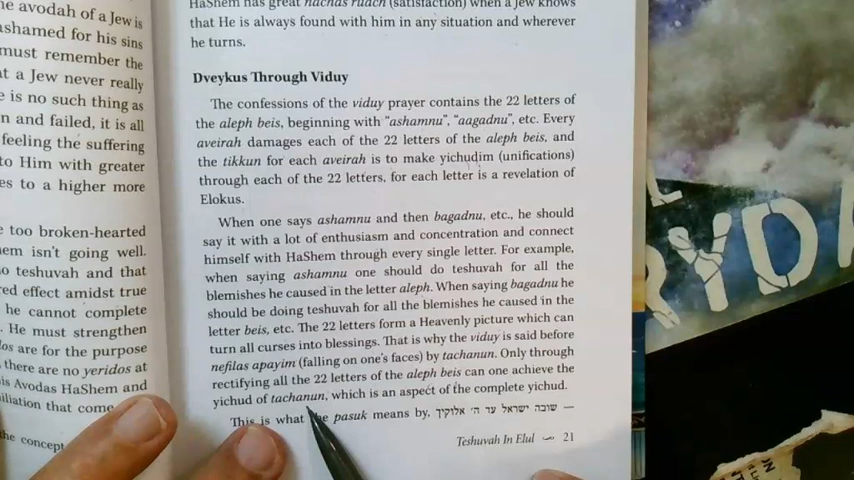 he avodah of a Jew is
ashamed for his sins
must remember the
at a Jew never really
e is no such thing as
n and failed, it is all
feeling the suffering
to Him with greater
es to a higher more
e too broken-hearted
em isn't going well.
o teshuvah and that
red effect amidst true
he cannot complete
. He must strengthen
os are for the purpose
there are no yeridos at
is Avodas HaShem and
iliation that come
he concept
HaShem has great nachas ruach (satisfaction) when a Jew knows
that He is always found with him in any situation and wherever
he turns.
Dveykus Through Viduy
The confessions of the viduy prayer contains the 22 letters of
the aleph beis, beginning with "ashamnu", "aagadnu", etc. Every
aveirah damages each of the 22 letters of the aleph beis, and
the tikkun for each aveirah is to make yichudim (unifications)
through each of the 22 letters, for each letter is a revelation of
Elokus.
When one says ashamnu and then bagadnu, etc., he should
say it with a lot of enthusiasm and concentration and connect
himself with HaShem through every single letter. For example,
when saying ashamnu one should do teshuvah for all the
blemishes he caused in the letter aleph. When saying bagadnu he
should be doing teshuvah for all the blemishes he caused in the
letter beis, etc. The 22 letters form a Heavenly picture which can
turn all curses into blessings. That is why the viduy is said before
nefilas apayim (falling on one's faces) by tachanun. Only through
rectifying all the 22 letters of the aleph beis can one achieve the
yichud of tachanun, which is an aspect of the complete yichud.
This is what the pasuk means by, שובה ישראל עד ה' אלוקיך —
Teshuvah In Elul 21
RYDA